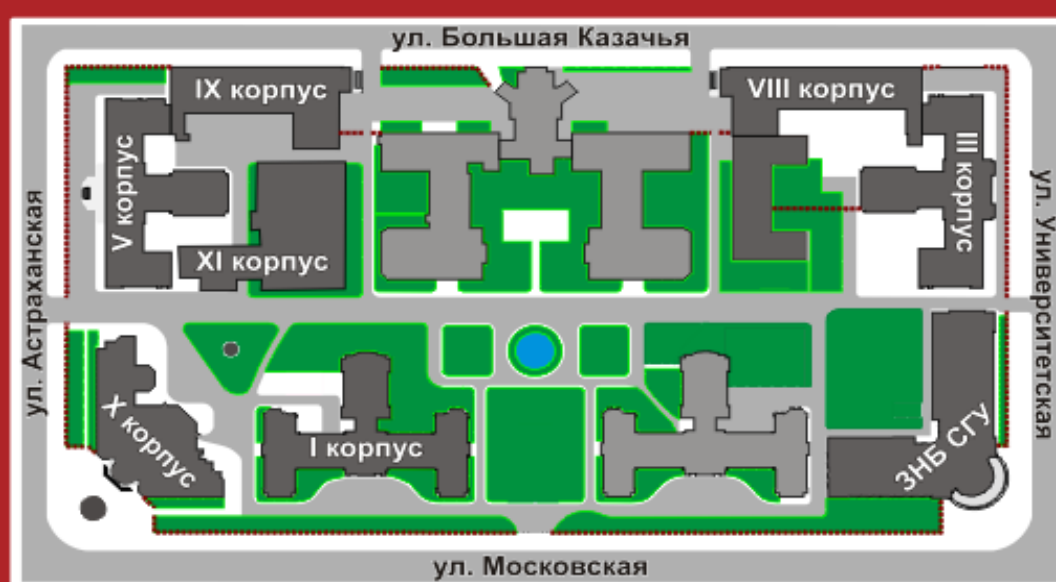 ул. Большая Казачья
IX корпус
VIII корпус
V корпус
III корпус
XI корпус
ул. Астраханская
ул. Университетская
X корпус
I корпус
ЗНБ СГУ
ул. Московская